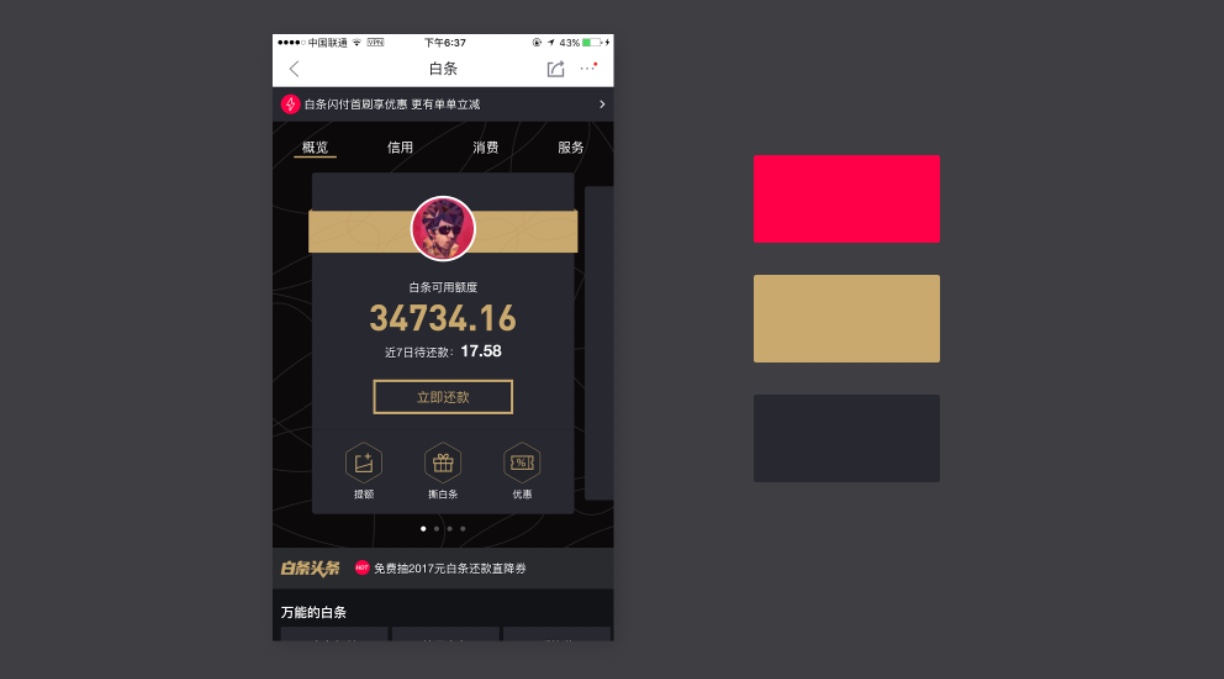 中国联通 VPN 下午6:37 43%
白条
白条闪付首刷享优惠 更有单单立减
概览 信用 消费 服务
白条可用额度
34734.16
近7日待还款：17.58
立即还款
提额 撕白条 优惠
%
白条头条 HOT 免费抽2017元白条还款直降券
万能的白条